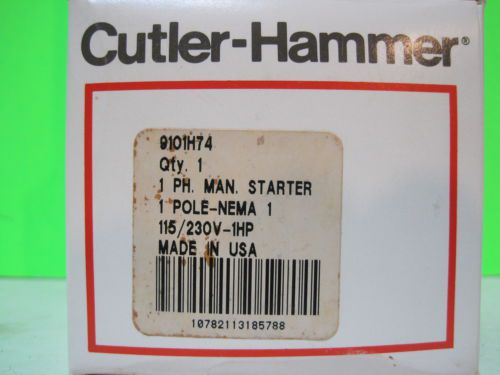 Cutler-Hammer®
9101H74
Qty. 1
1 PH. MAN. STARTER
1 POLE-NEMA 1
115/230V-1HP
MADE IN USA
10782113185788